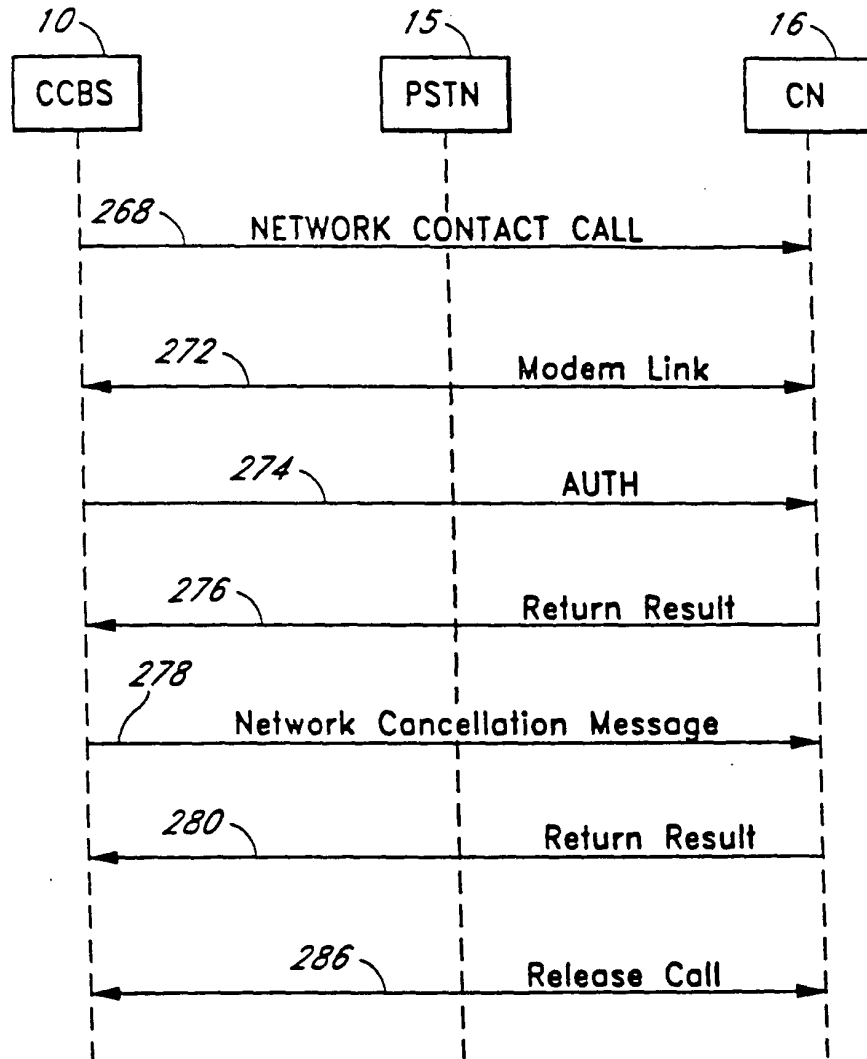 10 15 16
CCBS PSTN CN
268
NETWORK CONTACT CALL
272
Modem Link
274
AUTH
276
Return Result
278
Network Cancellation Message
280
Return Result
286
Release Call